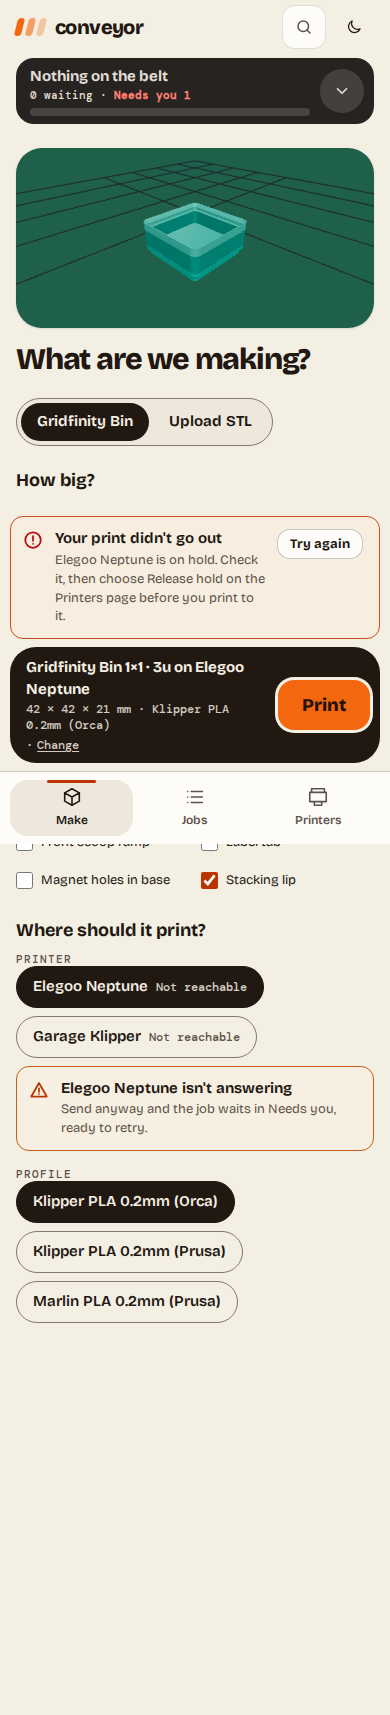 conveyor
Nothing on the belt
0 waiting · Needs you 1
What are we making?
Gridfinity Bin
Upload STL
How big?
Your print didn't go out
Try again
Elegoo Neptune is on hold. Check
it, then choose Release hold on the
Printers page before you print to
it.
Gridfinity Bin 1×1 · 3u on Elegoo
Neptune
42 × 42 × 21 mm · Klipper PLA
0.2mm (Orca)
· Change
Print
Make
Jobs
Printers
Magnet holes in base
Stacking lip
Where should it print?
PRINTER
Elegoo Neptune Not reachable
Garage Klipper Not reachable
Elegoo Neptune isn't answering
Send anyway and the job waits in Needs you,
ready to retry.
PROFILE
Klipper PLA 0.2mm (Orca)
Klipper PLA 0.2mm (Prusa)
Marlin PLA 0.2mm (Prusa)